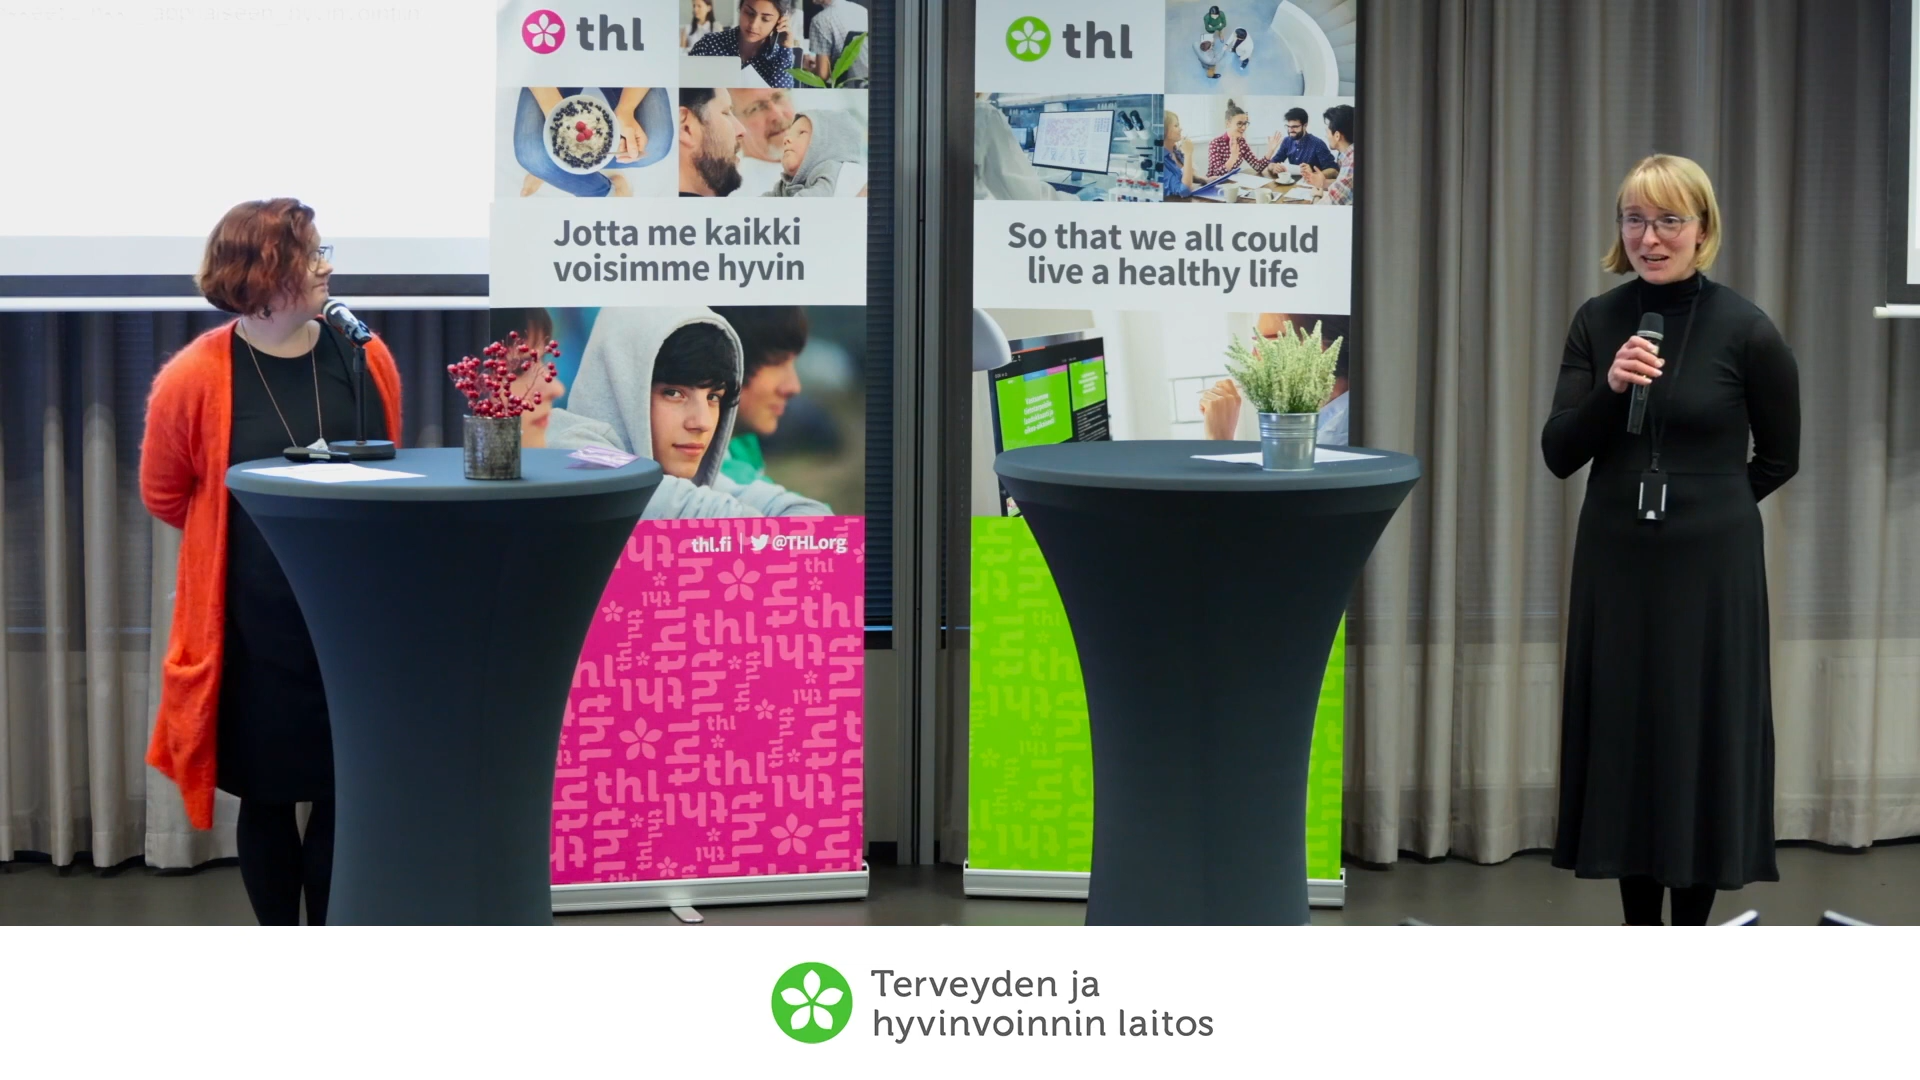 thl
Jotta me kaikki
voisimme hyvin
thl.fi | @THLorg
thl
So that we all could
live a healthy life
Terveyden ja
hyvinvoinnin laitos